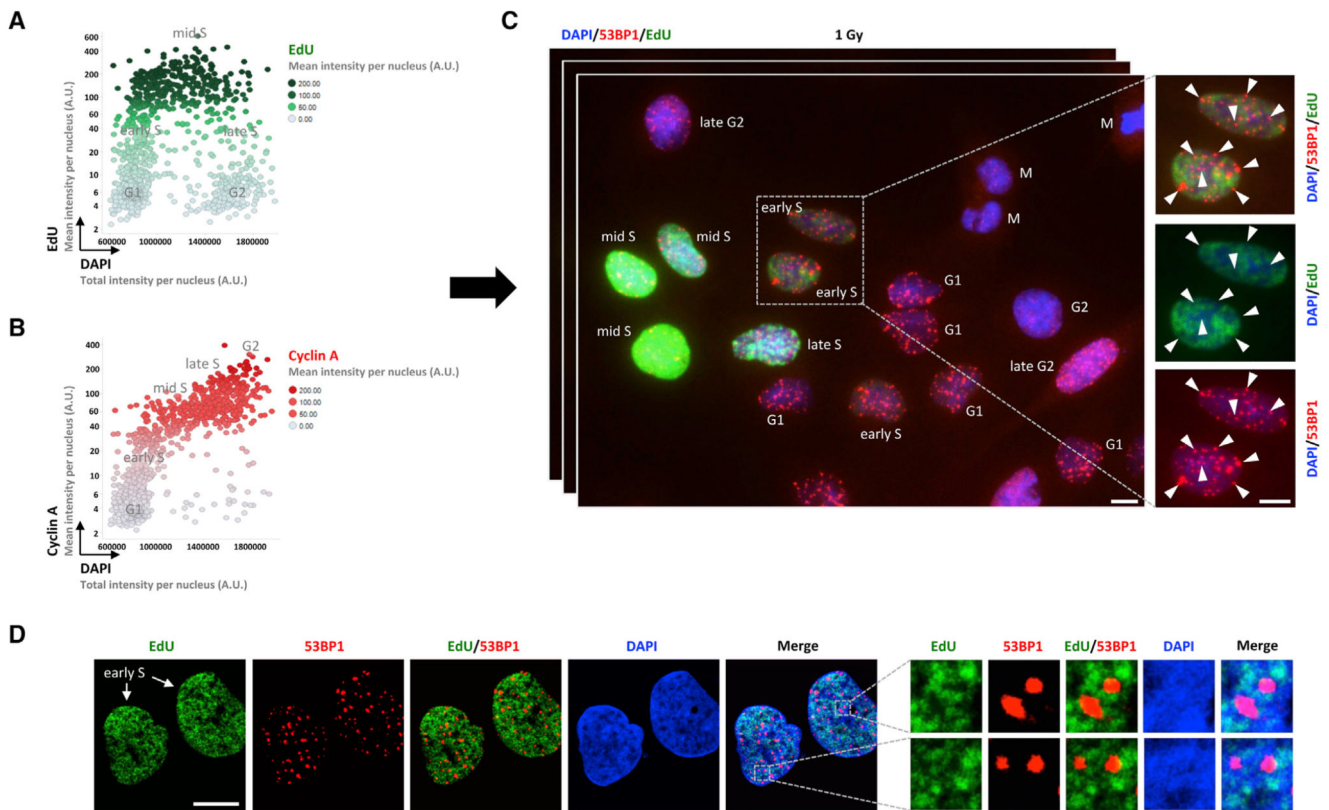 A
EdU
Mean intensity per nucleus (A.U.)
600
400
200
100
60
40
20
10
6
4
2
mid S
early S
late S
G1
G2
EdU
Mean intensity per nucleus (A.U.)
200.00
100.00
50.00
0.00
600000 1000000 1400000 1800000
DAPI
Total intensity per nucleus (A.U.)
B
Cyclin A
Mean intensity per nucleus (A.U.)
400
200
100
60
40
20
10
6
4
2
G2
late S
mid S
early S
G1
Cyclin A
Mean intensity per nucleus (A.U.)
200.00
100.00
50.00
0.00
600000 1000000 1400000 1800000
DAPI
Total intensity per nucleus (A.U.)
C
DAPI/53BP1/EdU 1 Gy
late G2
M
M
M
early S
mid S
mid S
early S
G1
G1
G2
mid S
late S
late G2
G1
early S
G1
G1
DAPI/53BP1/EdU
DAPI/EdU
DAPI/53BP1
D
EdU 53BP1 EdU/53BP1 DAPI Merge
early S
EdU 53BP1 EdU/53BP1 DAPI Merge